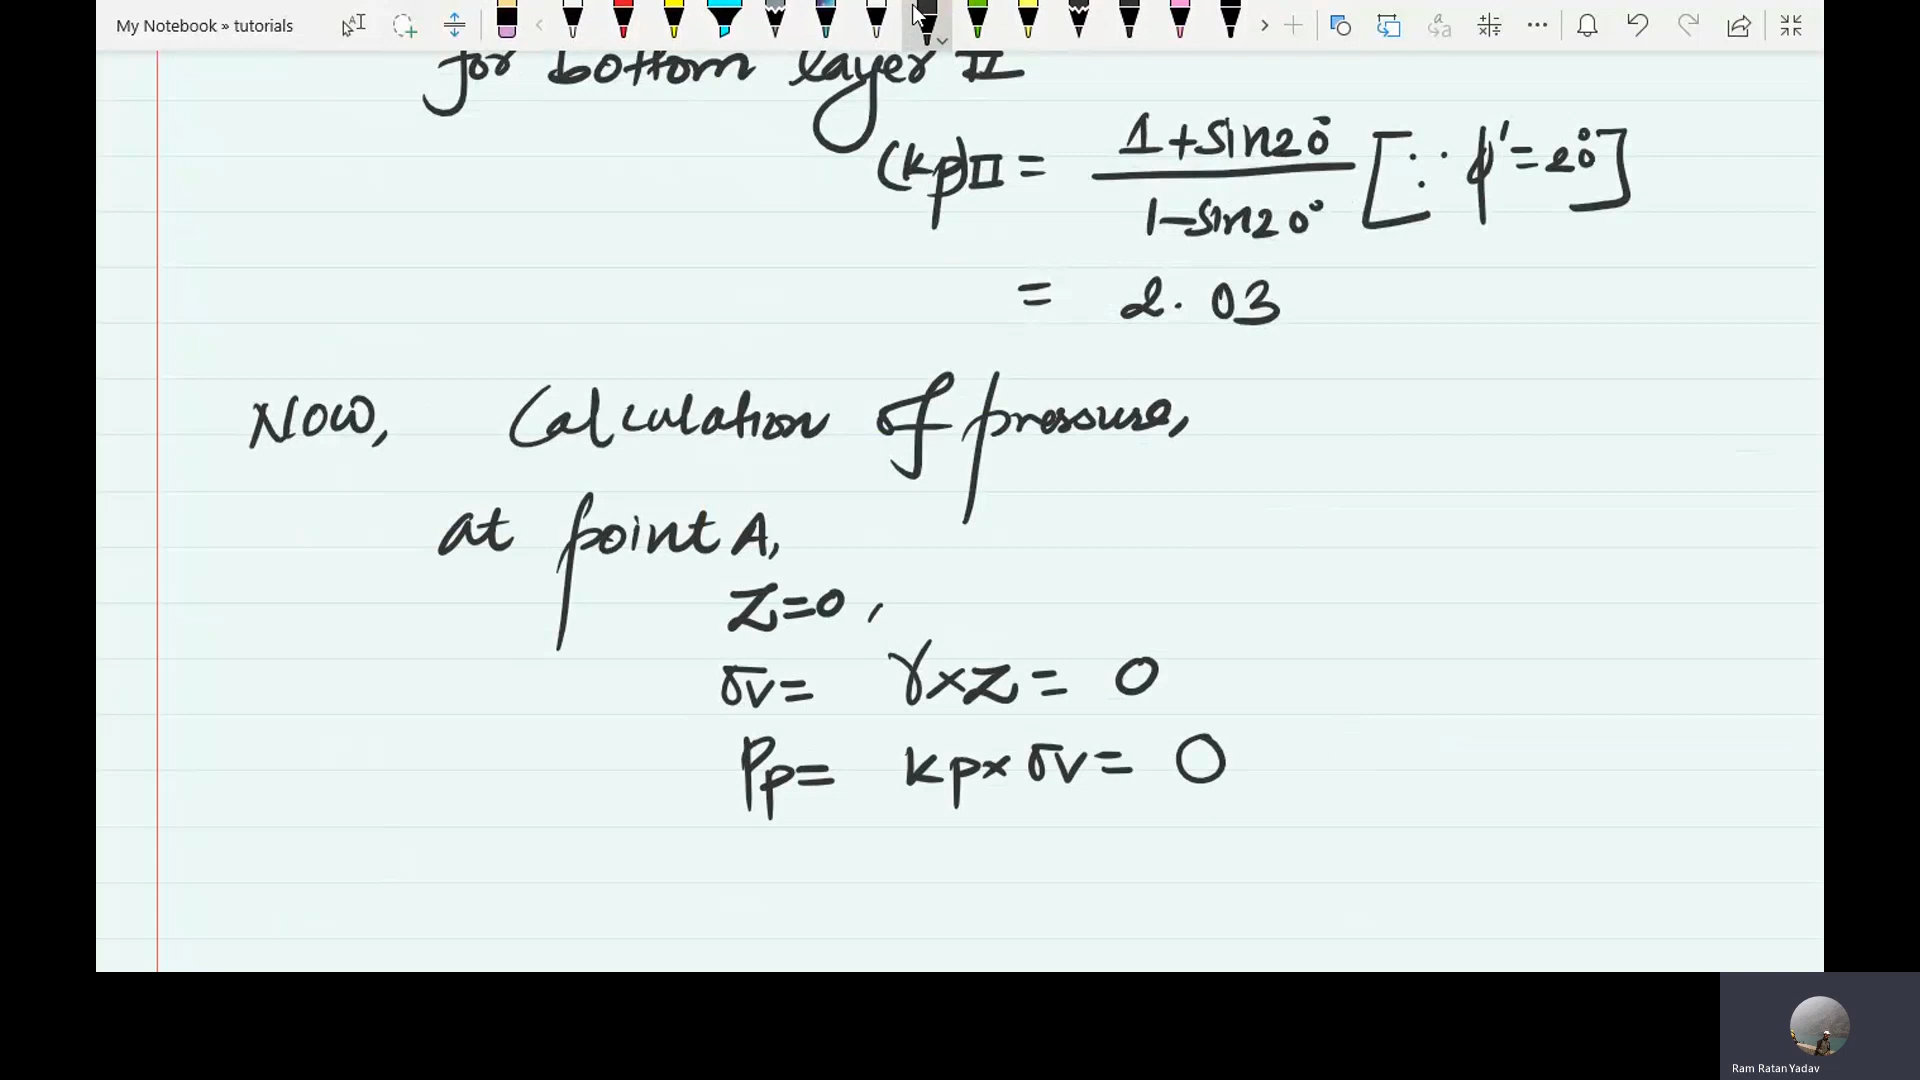 My Notebook » tutorials
for bottom layer II
(kp)II = 1+sin20° / 1-sin20° [∵ ϕ'=20°]
= 2.03
Now, Calculation of pressure,
at point A,
Z=0,
σv= γ×z= 0
Pp= kp×σv= 0
Ram Ratan Yadav